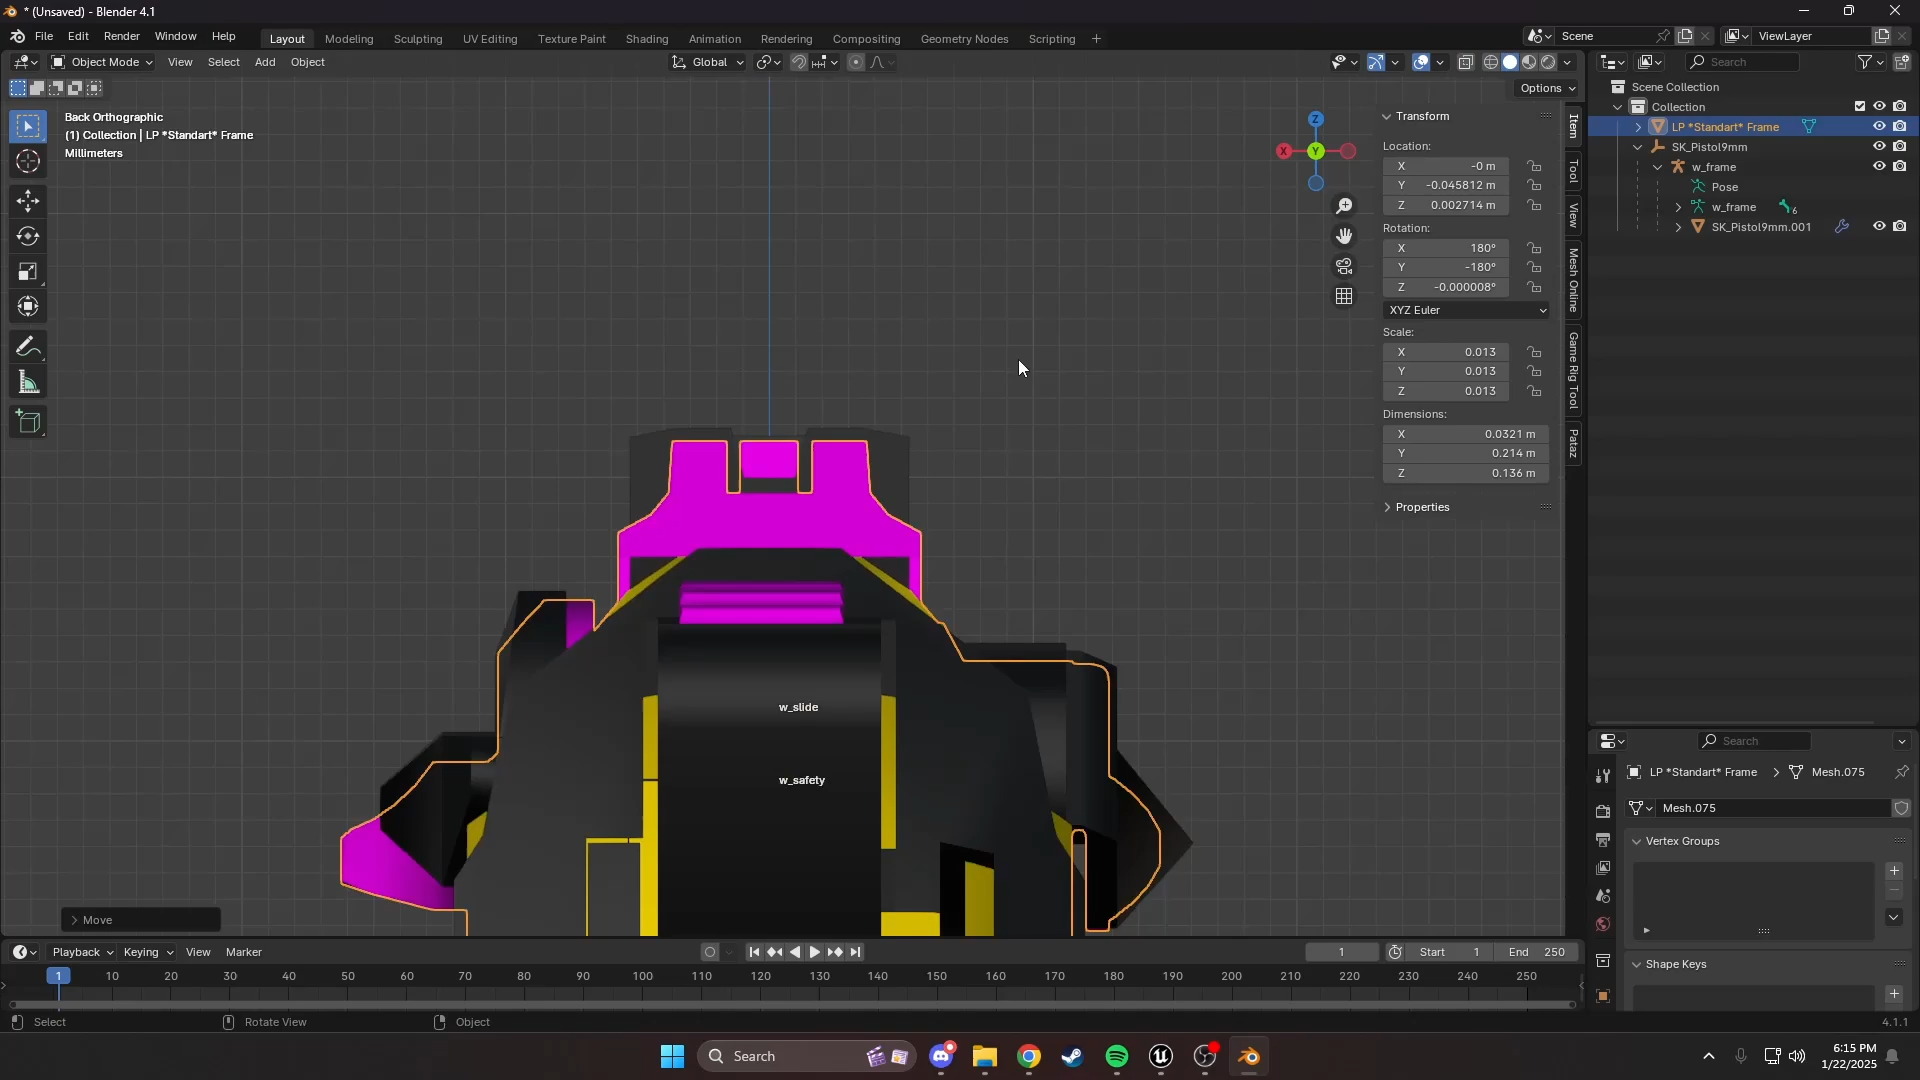 * (Unsaved) - Blender 4.1
File Edit Render Window Help
Layout Modeling Sculpting UV Editing Texture Paint Shading Animation Rendering Compositing Geometry Nodes Scripting +
Scene
ViewLayer
Object Mode View Select Add Object
Global
Options
Search
Back Orthographic
(1) Collection | LP *Standart* Frame
Millimeters
Z
X
Y
Transform
Location:
X -0 m
Y -0.045812 m
Z 0.002714 m
Rotation:
X 180°
Y -180°
Z -0.000008°
XYZ Euler
Scale:
X 0.013
Y 0.013
Z 0.013
Dimensions:
X 0.0321 m
Y 0.214 m
Z 0.136 m
Properties
Item
Tool
View
Mesh Online
Game Rig Tool
Pataz
Scene Collection
Collection
LP *Standart* Frame
SK_Pistol9mm
w_frame
Pose
w_frame 6
SK_Pistol9mm.001
w_slide
w_safety
Move
Search
LP *Standart* Frame > Mesh.075
Mesh.075
Vertex Groups
Shape Keys
Playback Keying View Marker
1 Start 1 End 250
1 10 20 30 40 50 60 70 80 90 100 110 120 130 140 150 160 170 180 190 200 210 220 230 240 250
Select Rotate View Object
4.1.1
Search
6:15 PM
1/22/2025